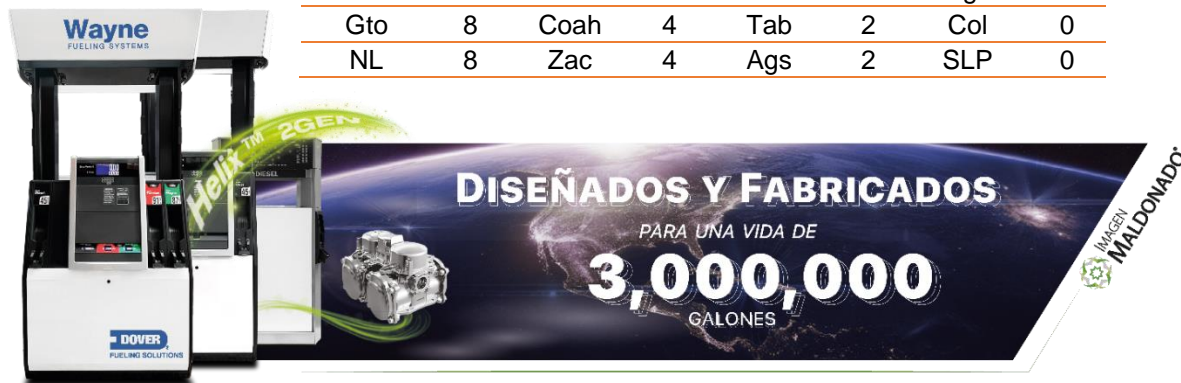 Gto 8 Coah 4 Tab 2 Col 0
NL 8 Zac 4 Ags 2 SLP 0
Wayne
FUELING SYSTEMS
Helix™ 2GEN
DIESEL
DISEÑADOS Y FABRICADOS
PARA UNA VIDA DE
3,000,000
GALONES
IMAGEN
MALDONADO
DOVER
FUELING SOLUTIONS